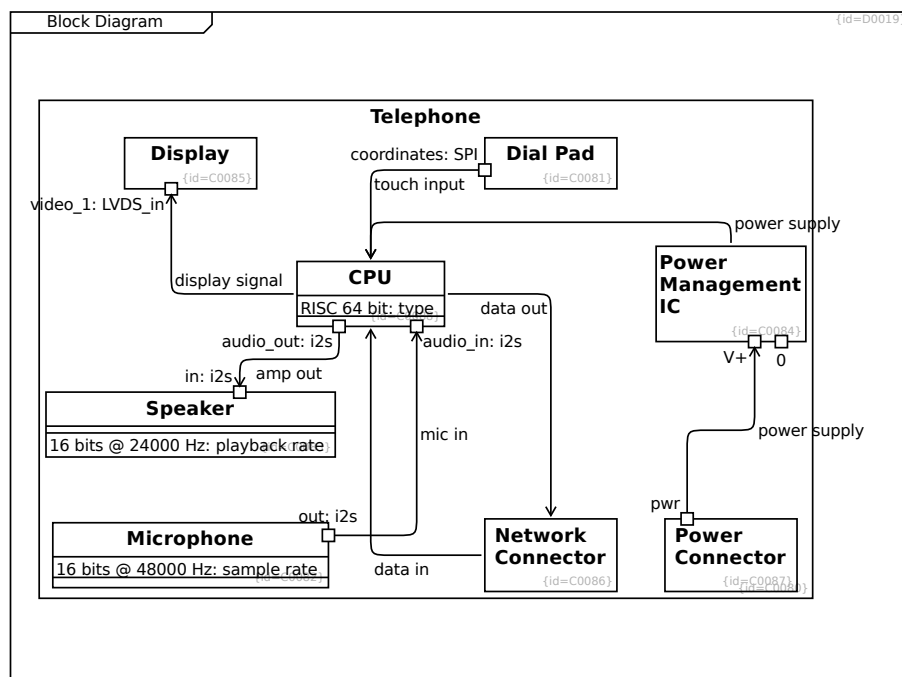 Block Diagram
{id=D0019}
Telephone
Display
{id=C0085}
coordinates: SPI
Dial Pad
{id=C0081}
touch input
video_1: LVDS_in
power supply
Power
Management
IC
{id=C0084}
display signal
CPU
RISC 64 bit: type
data out
V+
0
audio_out: i2s
audio_in: i2s
in: i2s
amp out
Speaker
16 bits @ 24000 Hz: playback rate
mic in
power supply
out: i2s
pwr
Microphone
16 bits @ 48000 Hz: sample rate
data in
Network
Connector
{id=C0086}
Power
Connector
{id=C0087}
{id=C0080}